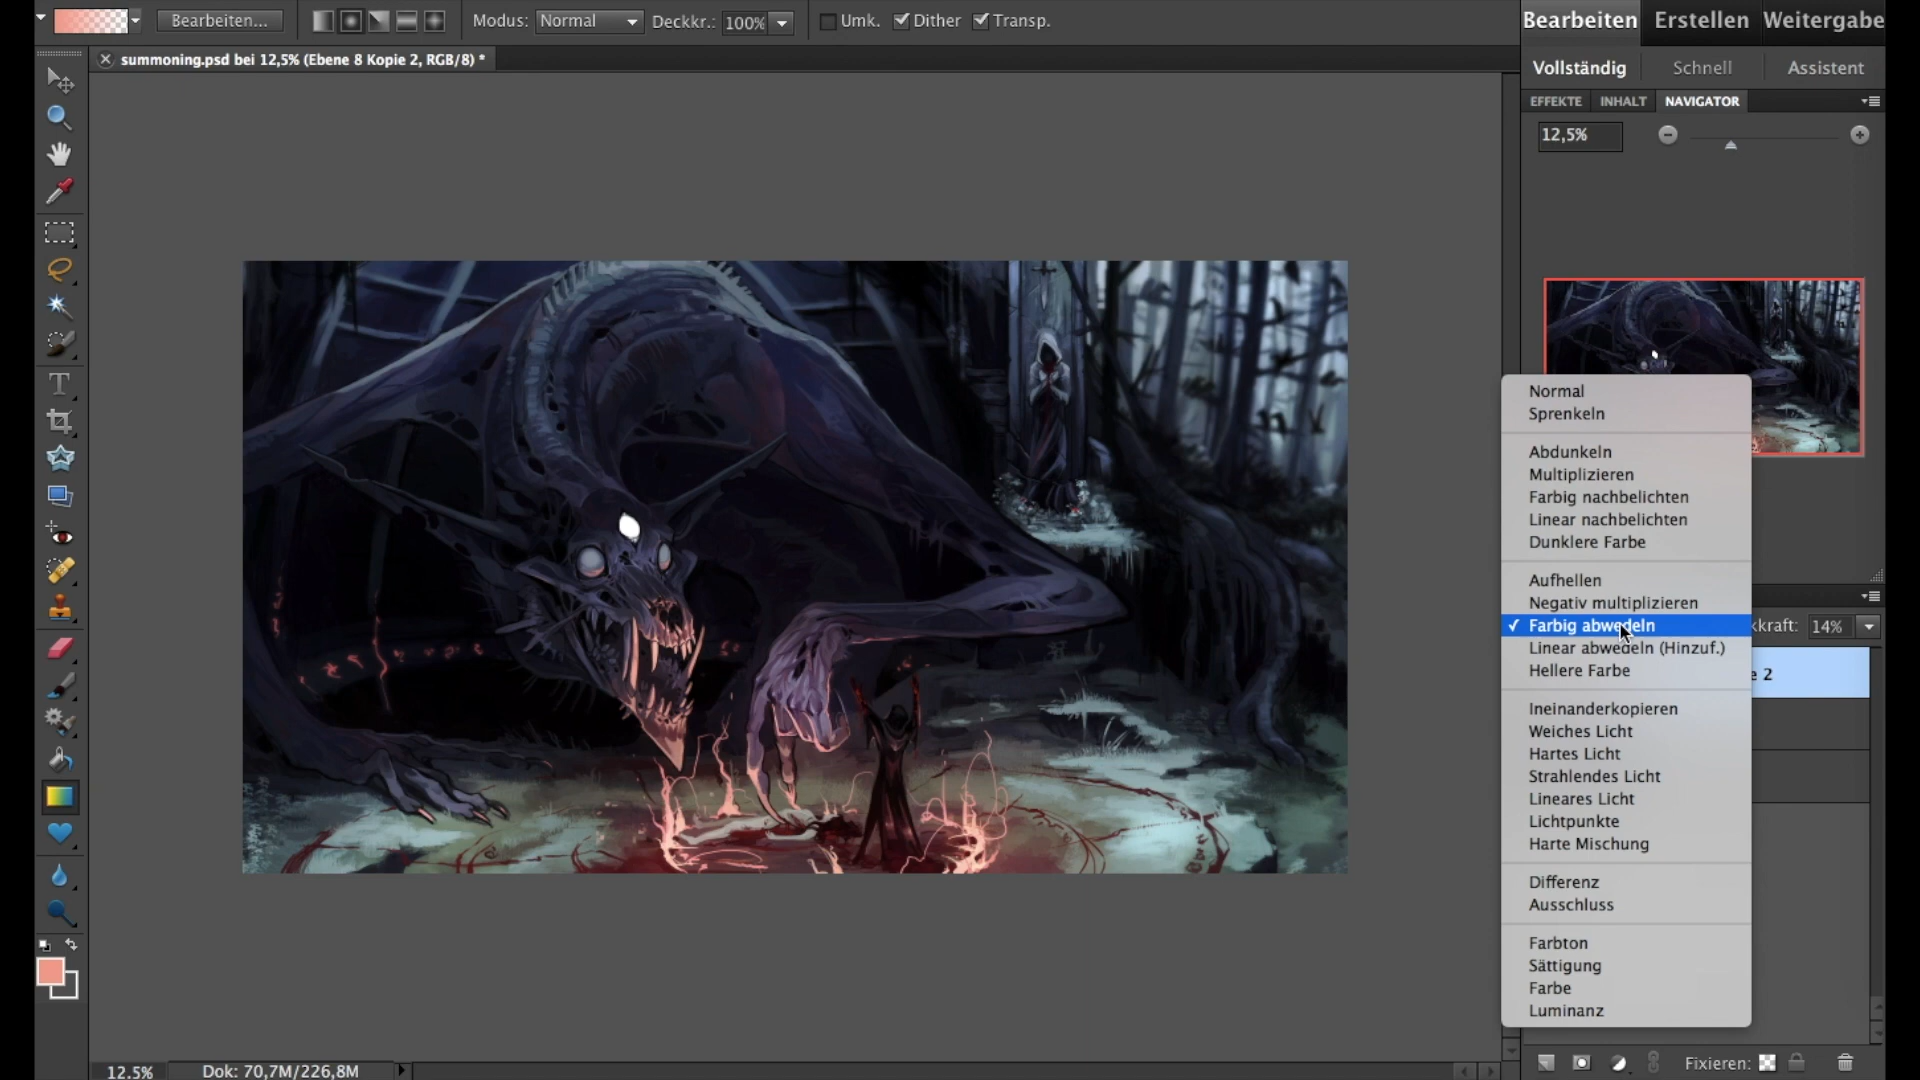 Bearbeiten...
Modus: Normal Deckkr.: 100% Umk. Dither Transp.
Bearbeiten Erstellen Weitergabe
summoning.psd bei 12,5% (Ebene 8 Kopie 2, RGB/8) *
Vollständig Schnell Assistent
EFFEKTE INHALT NAVIGATOR
12,5%
Normal
Sprenkeln
Abdunkeln
Multiplizieren
Farbig nachbelichten
Linear nachbelichten
Dunklere Farbe
Aufhellen
Negativ multiplizieren
Farbig abwedeln
kkraft: 14%
Linear abwedeln (Hinzuf.)
Hellere Farbe
e 2
Ineinanderkopieren
Weiches Licht
Hartes Licht
Strahlendes Licht
Lineares Licht
Lichtpunkte
Harte Mischung
Differenz
Ausschluss
Farbton
Sättigung
Farbe
Luminanz
Fixieren:
12.5% Dok: 70,7M/226,8M